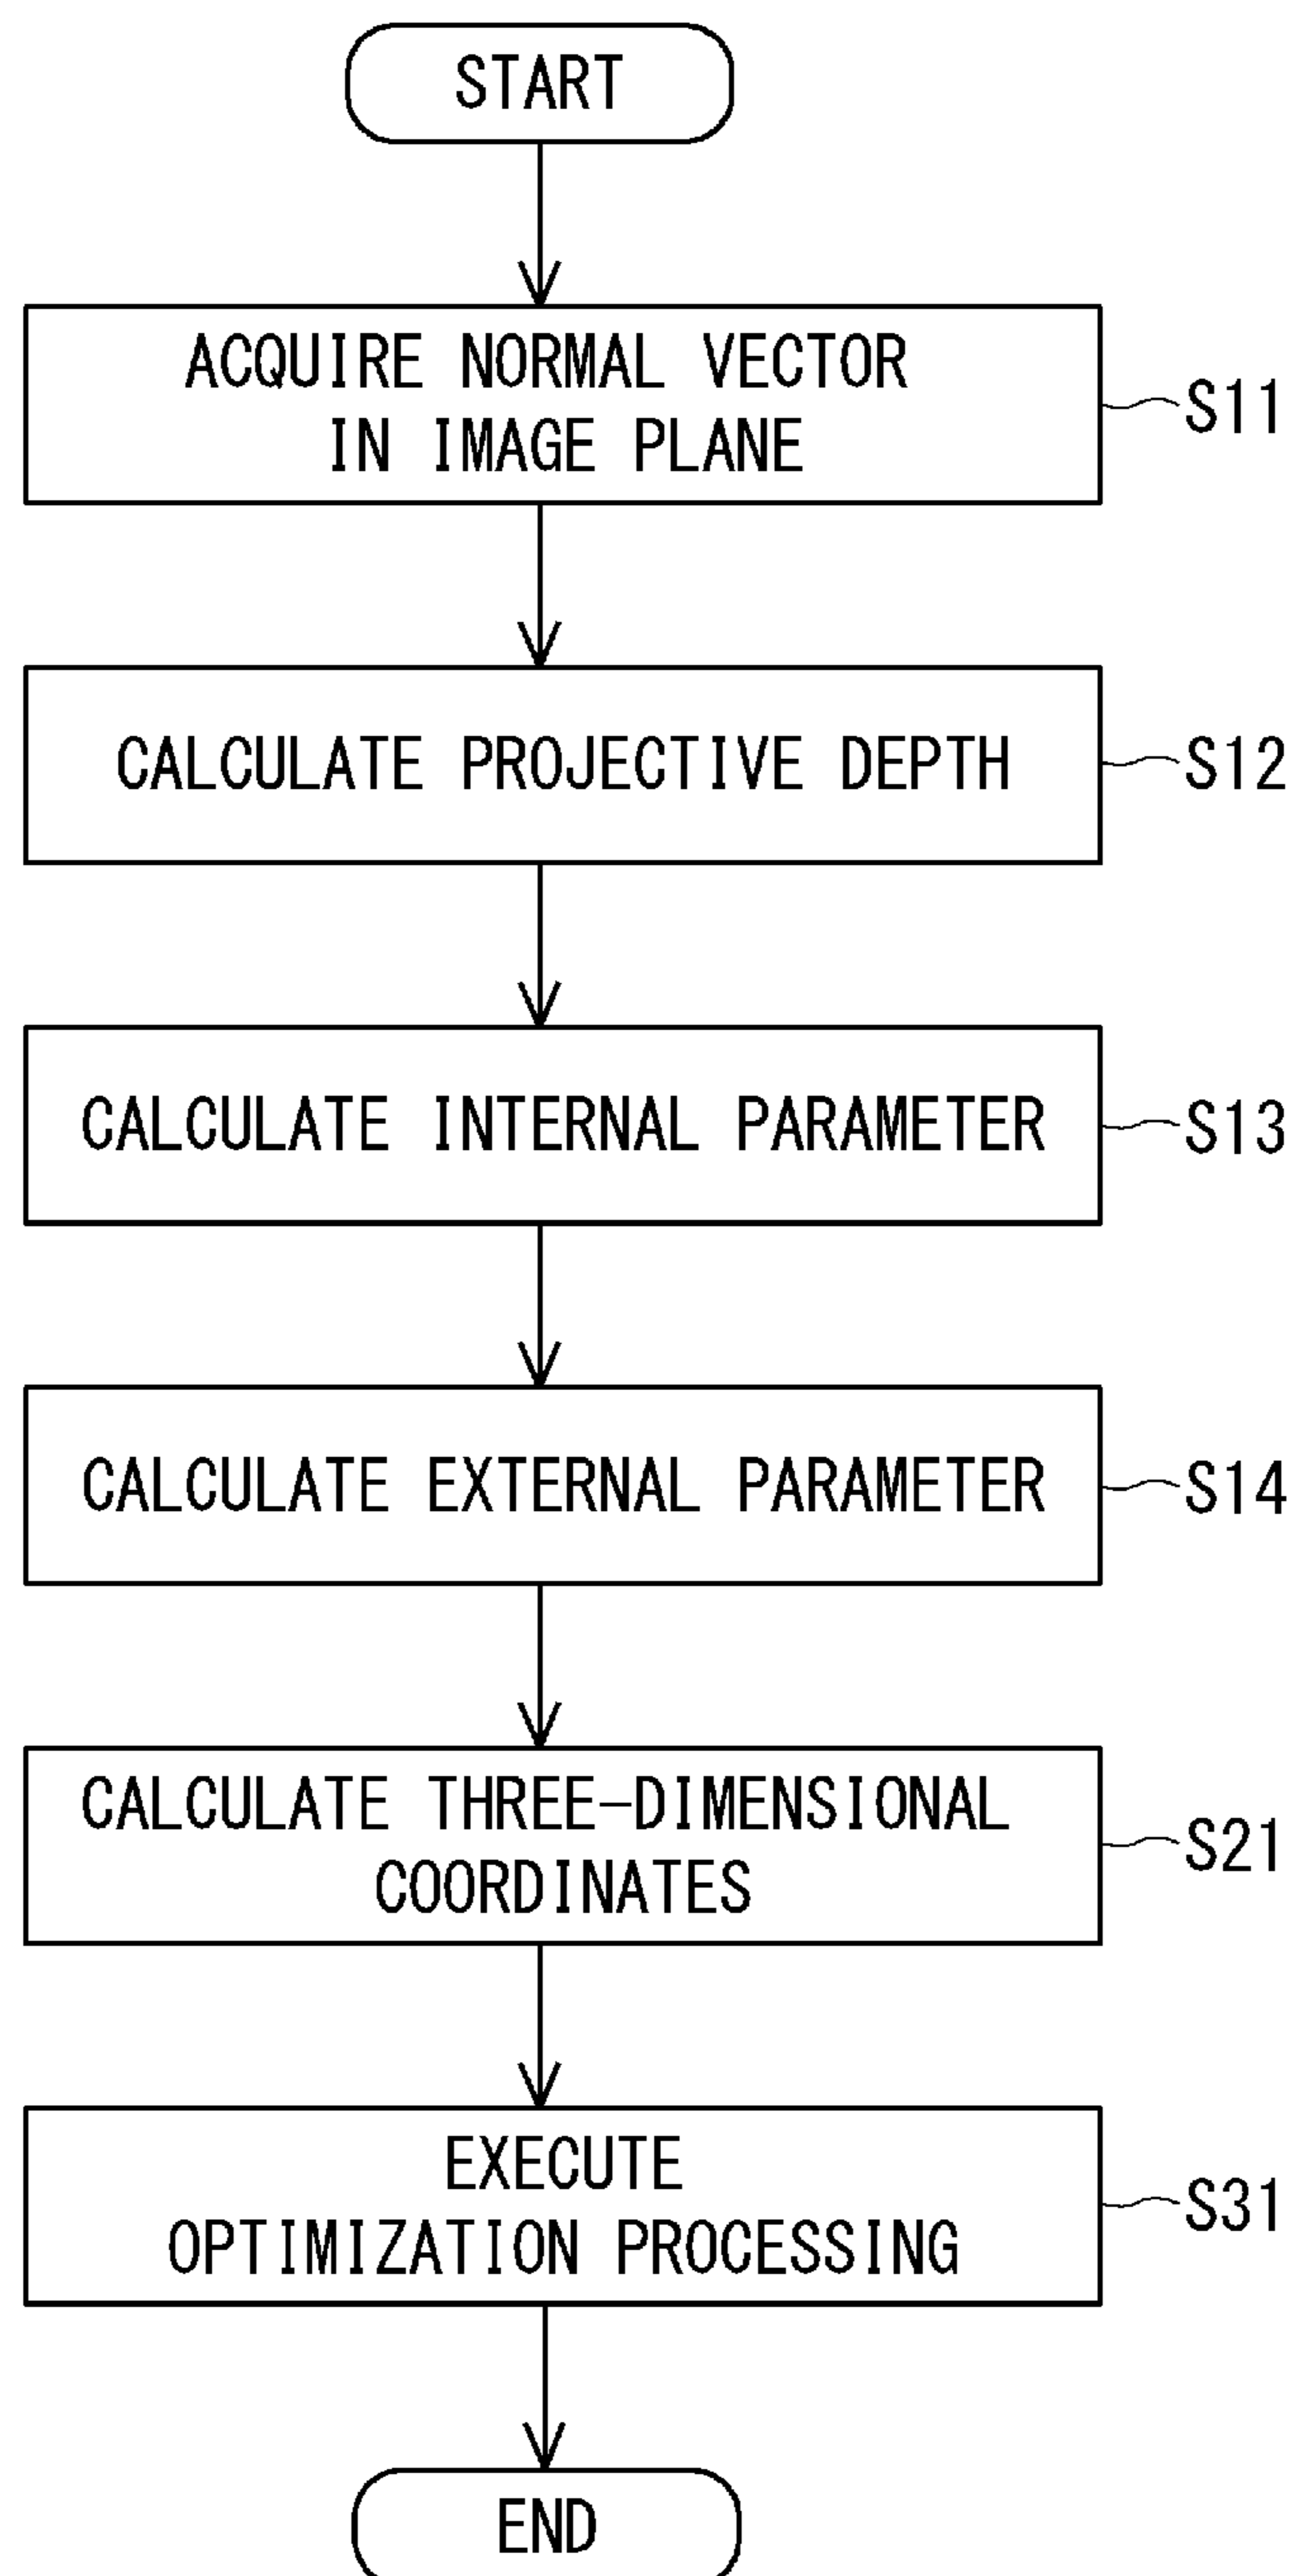 START
ACQUIRE NORMAL VECTOR
IN IMAGE PLANE
S11
CALCULATE PROJECTIVE DEPTH
S12
CALCULATE INTERNAL PARAMETER
S13
CALCULATE EXTERNAL PARAMETER
S14
CALCULATE THREE-DIMENSIONAL
COORDINATES
S21
EXECUTE
OPTIMIZATION PROCESSING
S31
END